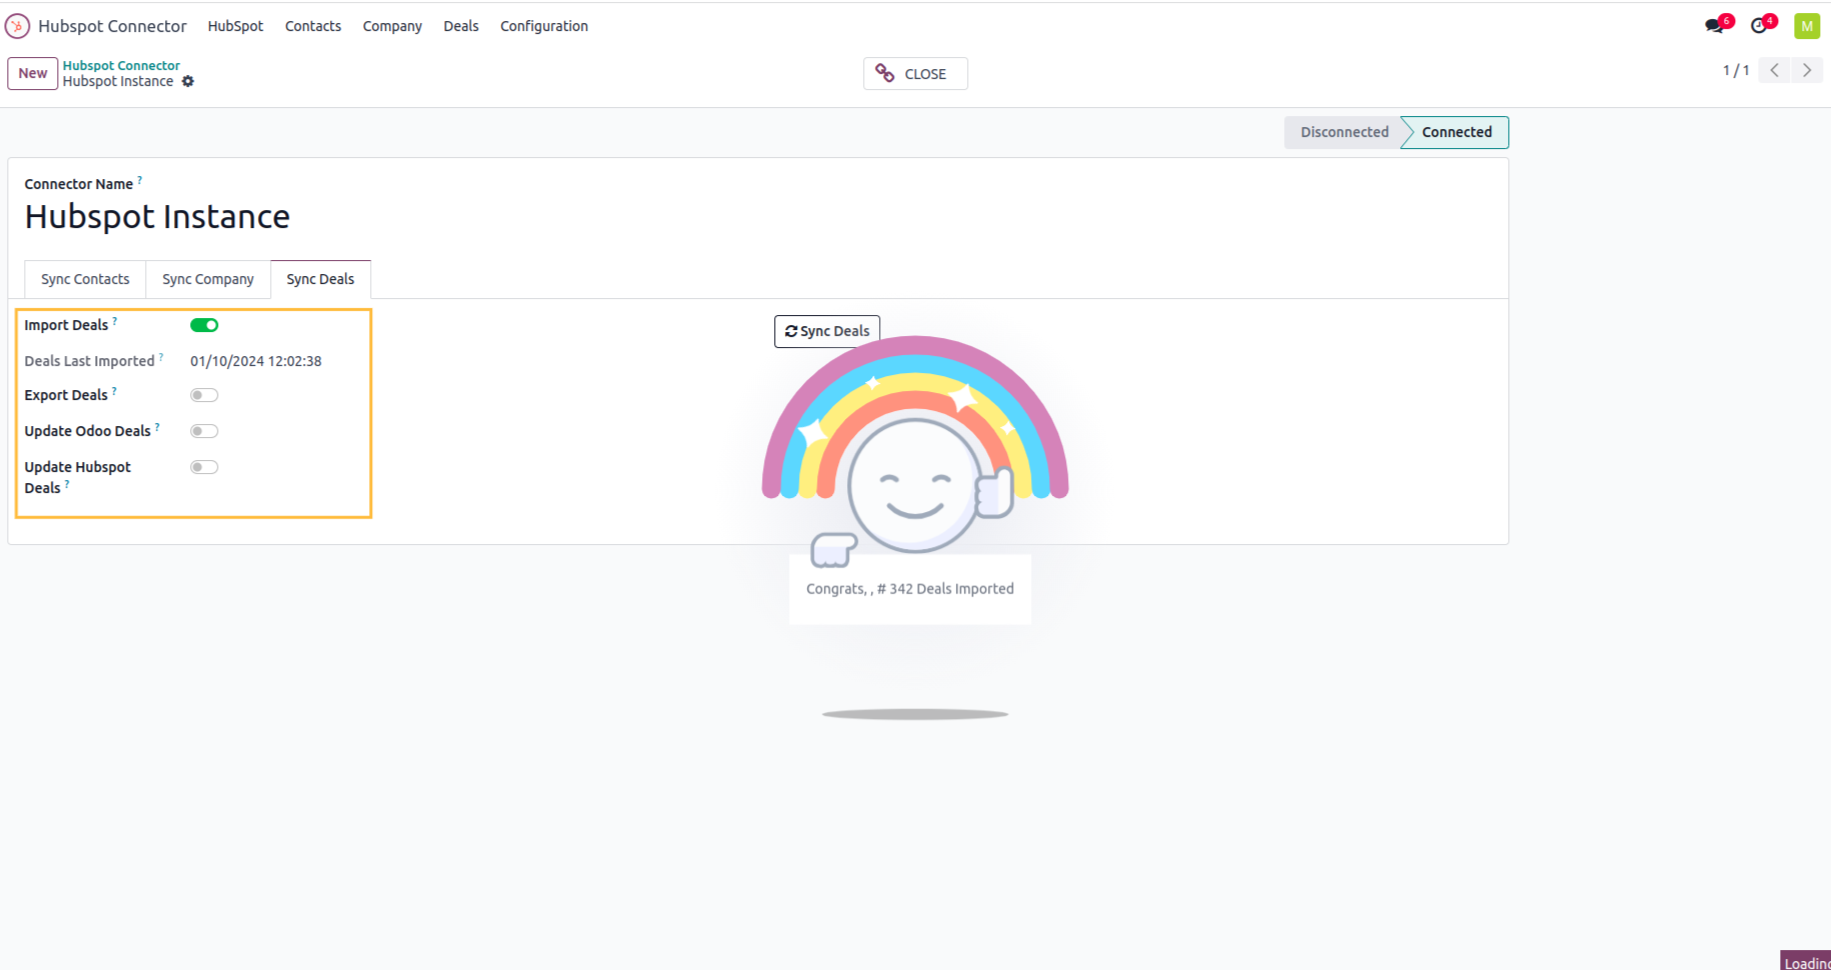 Hubspot Connector HubSpot Contacts Company Deals Configuration 6 4 M
New Hubspot Connector
Hubspot Instance
CLOSE
1 / 1
Disconnected Connected
Connector Name ?
Hubspot Instance
Sync Contacts Sync Company Sync Deals
Import Deals ?
Sync Deals
Deals Last Imported ? 01/10/2024 12:02:38
Export Deals ?
Update Odoo Deals ?
Update Hubspot
Deals ?
Congrats, , # 342 Deals Imported
Loading